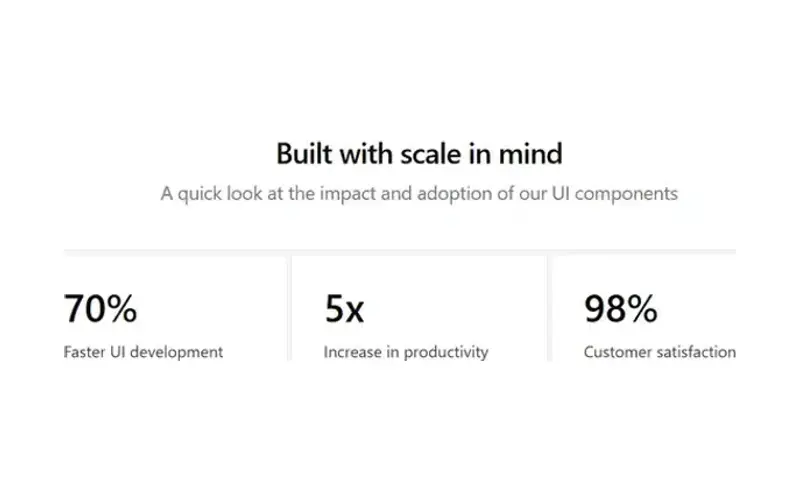 Built with scale in mind
A quick look at the impact and adoption of our UI components
70%
5x
98%
Faster UI development
Increase in productivity
Customer satisfaction